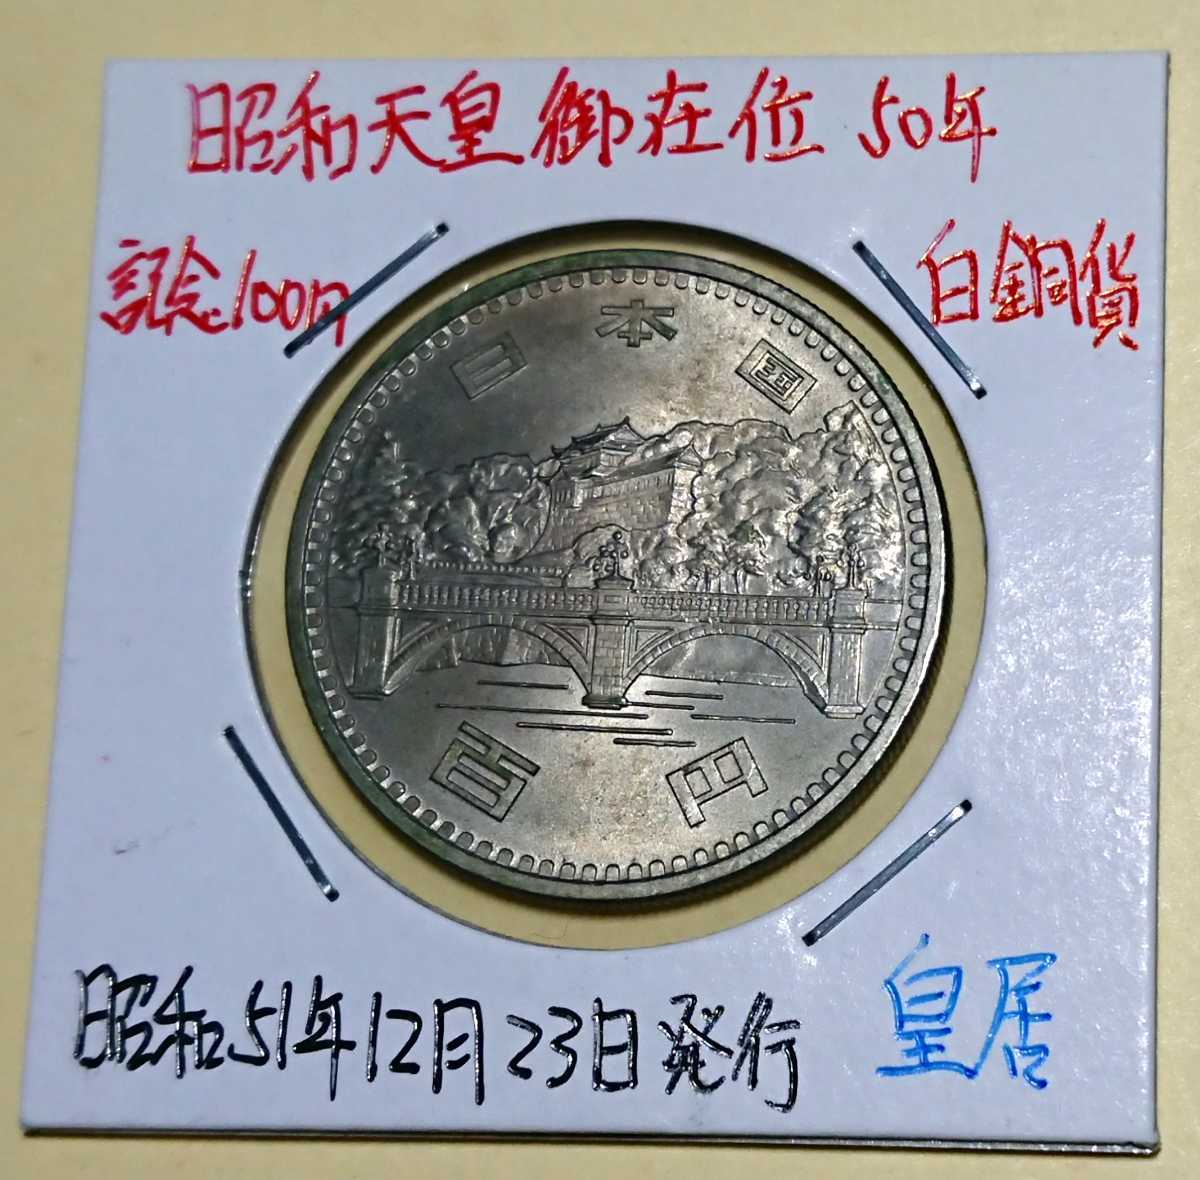 昭和天皇御在位50年
記念100円
白銅貨
日本国
百円
昭和51年12月23日発行
皇居